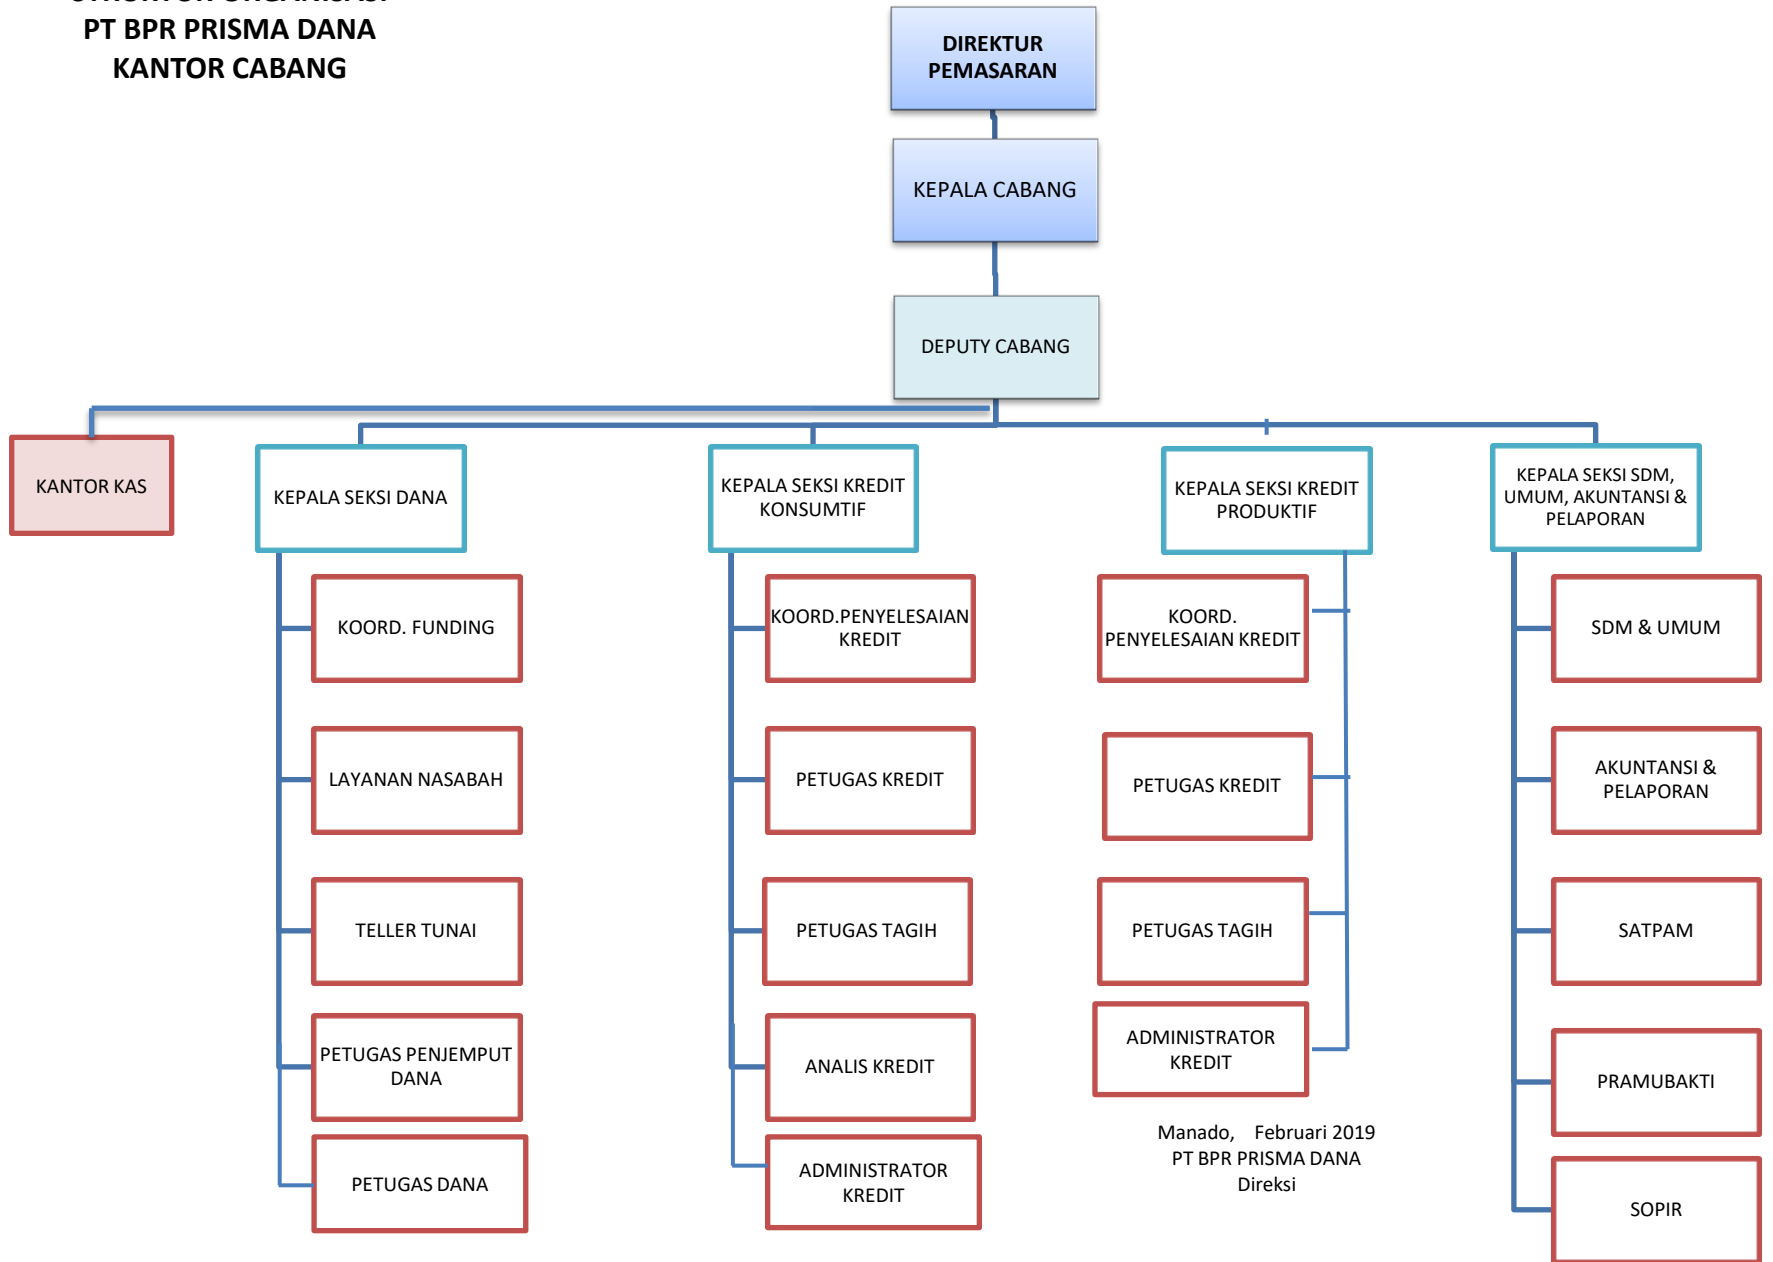 PT BPR PRISMA DANA
KANTOR CABANG
DIREKTUR
PEMASARAN
KEPALA CABANG
DEPUTY CABANG
KANTOR KAS
KEPALA SEKSI DANA
KEPALA SEKSI KREDIT
KONSUMTIF
KEPALA SEKSI KREDIT
PRODUKTIF
KEPALA SEKSI SDM,
UMUM, AKUNTANSI &
PELAPORAN
KOORD. FUNDING
LAYANAN NASABAH
TELLER TUNAI
PETUGAS PENJEMPUT
DANA
PETUGAS DANA
KOORD.PENYELESAIAN
KREDIT
PETUGAS KREDIT
PETUGAS TAGIH
ANALIS KREDIT
ADMINISTRATOR
KREDIT
KOORD.
PENYELESAIAN KREDIT
PETUGAS KREDIT
PETUGAS TAGIH
ADMINISTRATOR
KREDIT
SDM & UMUM
AKUNTANSI &
PELAPORAN
SATPAM
PRAMUBAKTI
SOPIR
Manado, Februari 2019
PT BPR PRISMA DANA
Direksi